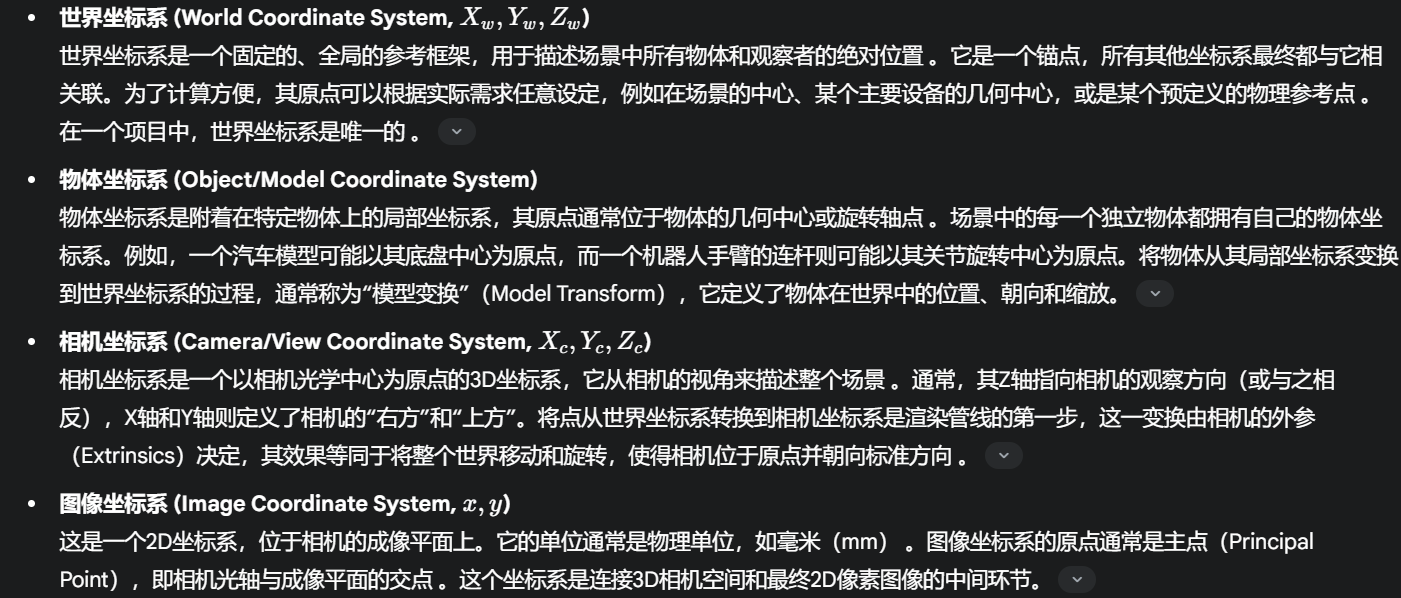 世界坐标系 (World Coordinate System, X_w, Y_w, Z_w)
世界坐标系是一个固定的、全局的参考框架，用于描述场景中所有物体和观察者的绝对位置 。它是一个锚点，所有其他坐标系最终都与它相
关联。为了计算方便，其原点可以根据实际需求任意设定，例如在场景的中心、某个主要设备的几何中心，或是某个预定义的物理参考点 。
在一个项目中，世界坐标系是唯一的 。
物体坐标系 (Object/Model Coordinate System)
物体坐标系是附着在特定物体上的局部坐标系，其原点通常位于物体的几何中心或旋转轴点 。场景中的每一个独立物体都拥有自己的物体坐
标系。例如，一个汽车模型可能以其底盘中心为原点，而一个机器人手臂的连杆则可能以其关节旋转中心为原点。将物体从其局部坐标系变换
到世界坐标系的过程，通常称为“模型变换”（Model Transform），它定义了物体在世界中的位置、朝向和缩放。
相机坐标系 (Camera/View Coordinate System, X_c, Y_c, Z_c)
相机坐标系是一个以相机光学中心为原点的3D坐标系，它从相机的视角来描述整个场景 。通常，其Z轴指向相机的观察方向（或与之相
反），X轴和Y轴则定义了相机的“右方”和“上方”。将点从世界坐标系转换到相机坐标系是渲染管线的第一步，这一变换由相机的外参
（Extrinsics）决定，其效果等同于将整个世界移动和旋转，使得相机位于原点并朝向标准方向 。
图像坐标系 (Image Coordinate System, x, y)
这是一个2D坐标系，位于相机的成像平面上。它的单位通常是物理单位，如毫米（mm） 。图像坐标系的原点通常是主点（Principal
Point），即相机光轴与成像平面的交点 。这个坐标系是连接3D相机空间和最终2D像素图像的中间环节。